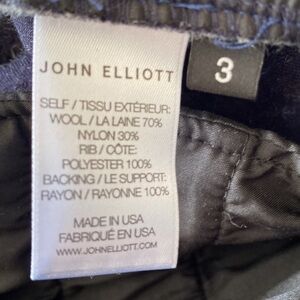 JOHN ELLIOTT
3
SELF / TISSU EXTÉRIEUR:
WOOL / LA LAINE 70%
NYLON 30%
RIB / CÔTE:
POLYESTER 100%
BACKING / LE SUPPORT:
RAYON / RAYONNE 100%
MADE IN USA
FABRIQUÉ EN USA
WWW.JOHNELLIOTT.COM